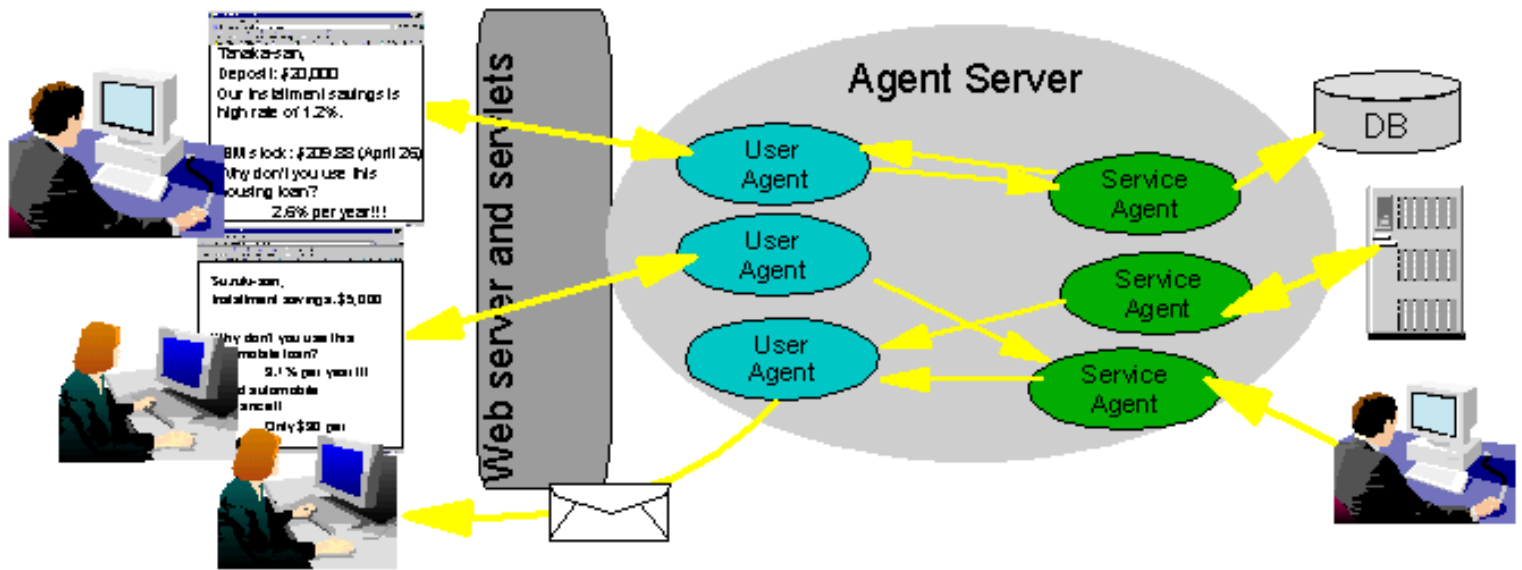 Tanaka-san,
Deposit: $20,000
Our installment savings is
high rate of 1.2%.
IBM stock: $209.88 (April 26)
Why don't you use this
housing loan?
2.6% per year!!!
Suzuki-san,
Installment savings: $5,000
Why don't you use this
mobile loan?
% per year!!!
automobile
Only $90 per
Web server and servlets
Agent Server
User
Agent
User
Agent
User
Agent
Service
Agent
Service
Agent
Service
Agent
DB